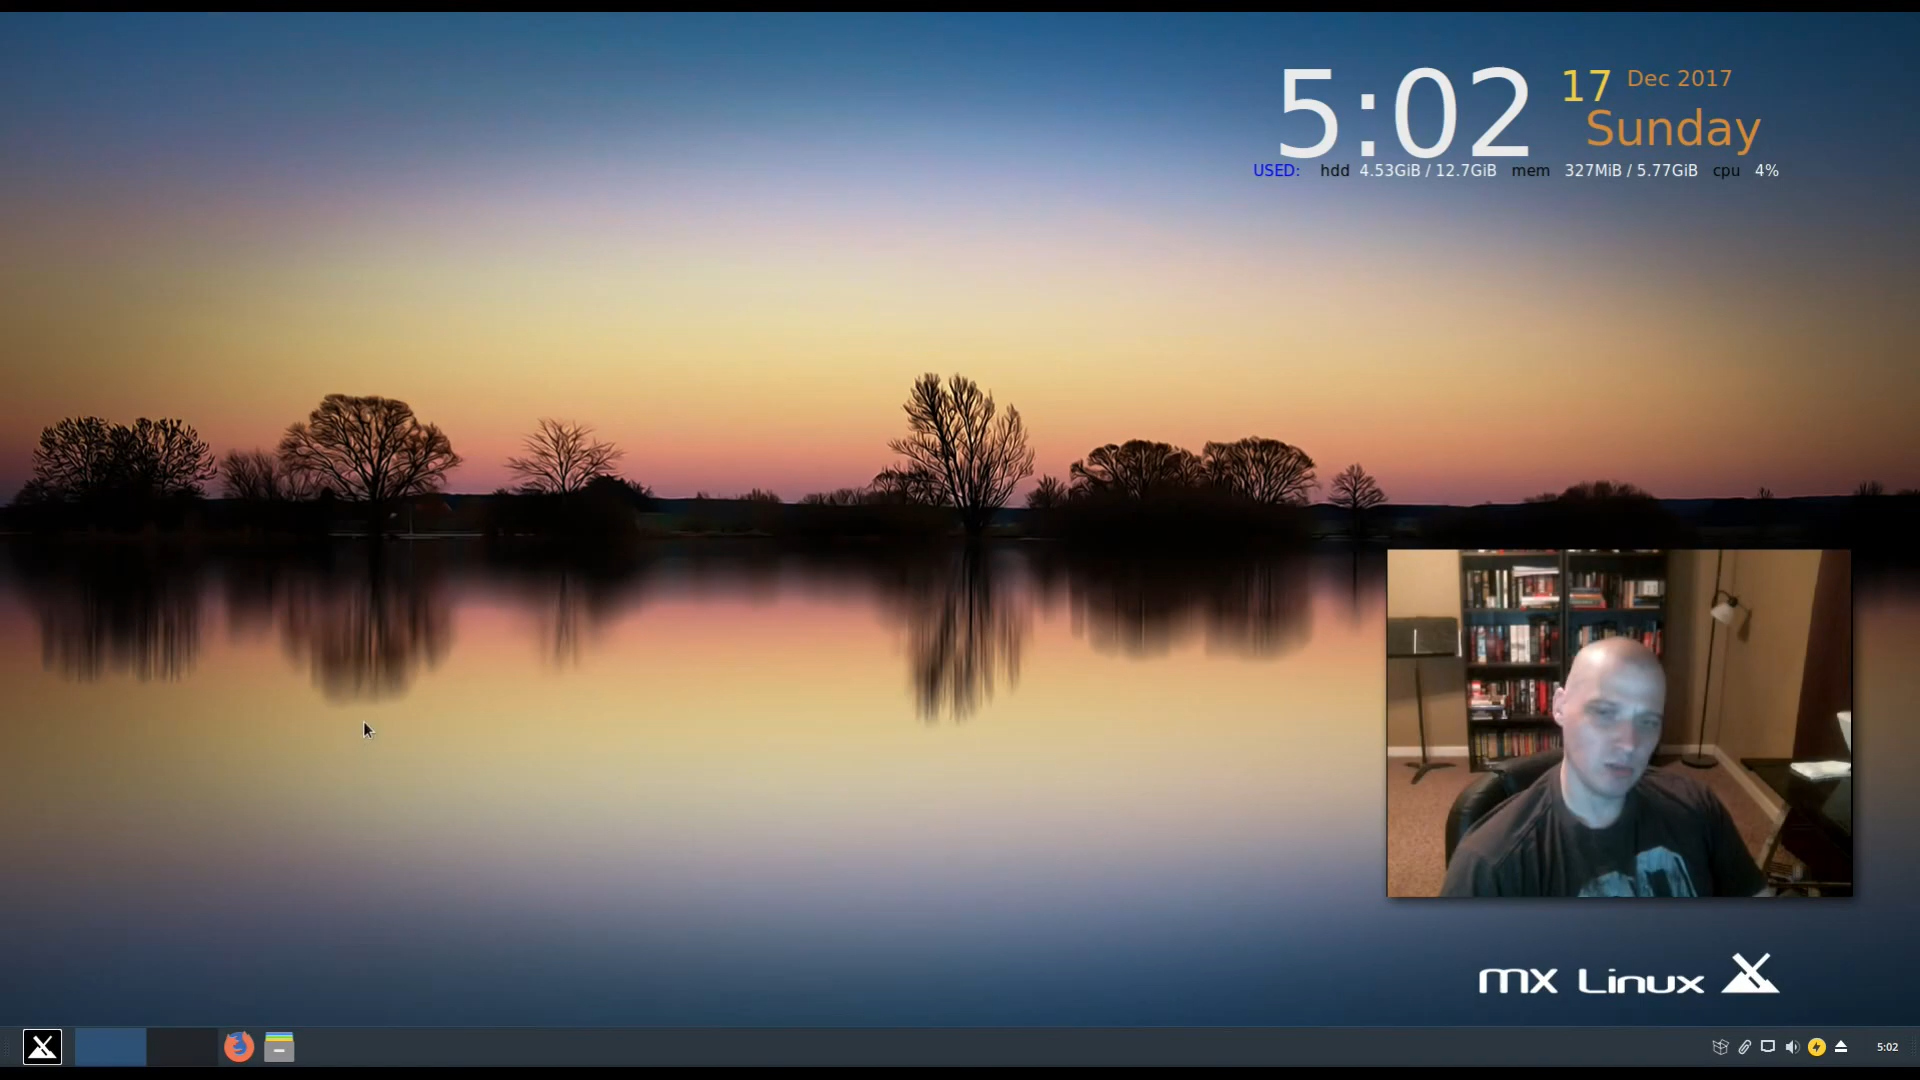 5:02 17 Dec 2017
Sunday
USED: hdd 4.53GiB / 12.7GiB mem 327MiB / 5.77GiB cpu 4%
MX Linux
5:02